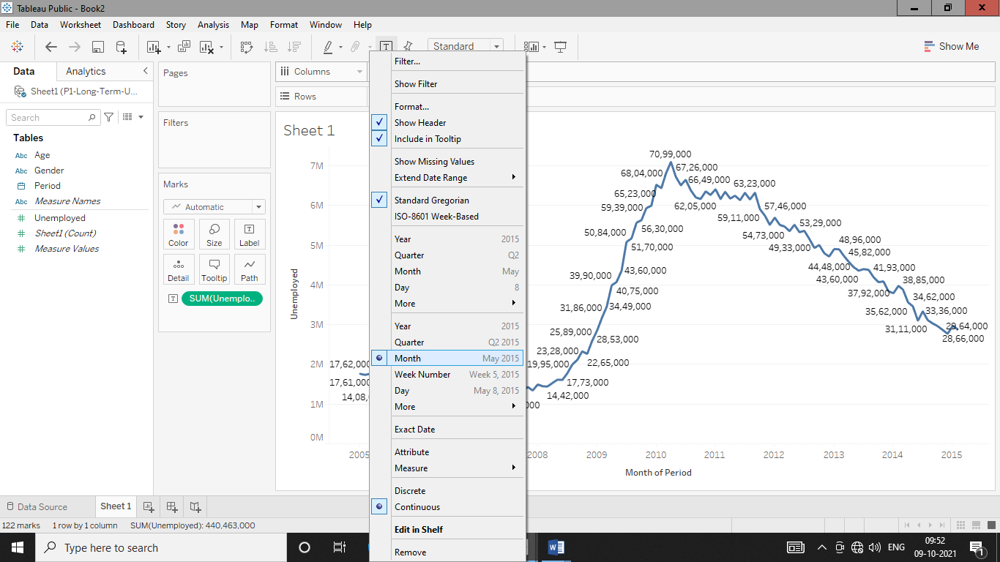 Tableau Public - Book2
File Data Worksheet Dashboard Story Analysis Map Format Window Help
T Standard Show Me
Data Analytics
Sheet1 (P1-Long-Term-U...
Search
Tables
Abc Age
Abc Gender
Period
Abc Measure Names
# Unemployed
# Sheet1 (Count)
# Measure Values
Pages
Filters
Marks
Automatic
Color Size Label
Detail Tooltip Path
SUM(Unemplo..
Columns
Rows
Sheet 1
Filter...
Show Filter
Format...
Show Header
Include in Tooltip
Show Missing Values
Extend Date Range
Standard Gregorian
ISO-8601 Week-Based
Year 2015
Quarter Q2
Month May
Day 8
More
Year 2015
Quarter Q2 2015
Month May 2015
Week Number Week 5, 2015
Day May 8, 2015
More
Exact Date
Attribute
Measure
Discrete
Continuous
Edit in Shelf
Remove
7M
6M
5M
4M
3M
2M
1M
0M
Unemployed
17,62,000
17,61,000
14,08,0
19,95,000
14,42,000
17,73,000
22,65,000
23,28,000
28,53,000
25,89,000
34,49,000
31,86,000
40,75,000
39,90,000
43,60,000
51,70,000
50,84,000
56,30,000
59,39,000
65,23,000
68,04,000
70,99,000
67,26,000
66,49,000
62,05,000
63,23,000
59,11,000
57,46,000
54,73,000
53,29,000
49,33,000
48,96,000
45,82,000
44,48,000
43,60,000
41,93,000
37,92,000
38,85,000
35,62,000
34,62,000
33,36,000
31,11,000
28,66,000
2005 2008 2009 2010 2011 2012 2013 2014 2015
Month of Period
Data Source Sheet 1
122 marks 1 row by 1 column SUM(Unemployed): 440,463,000
Type here to search
W
ENG
09:52
09-10-2021
1